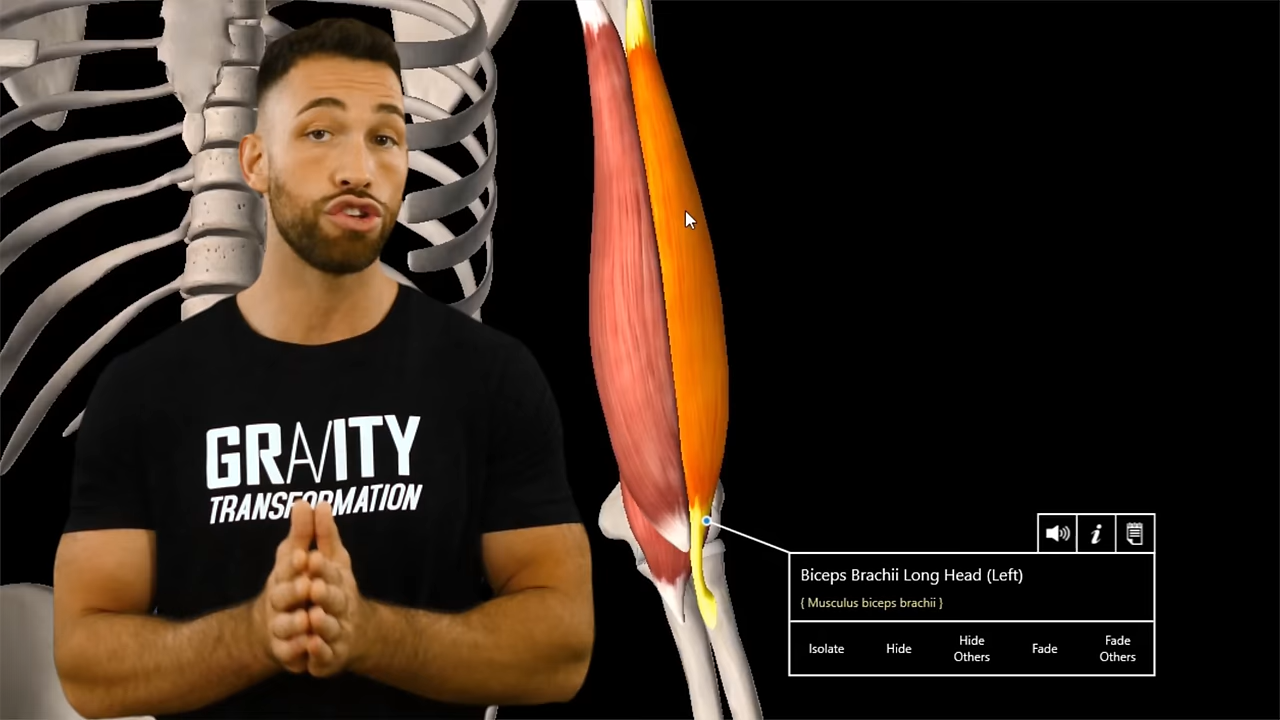 GRAVITY
TRANSFORMATION
Biceps Brachii Long Head (Left)
{ Musculus biceps brachii }
Isolate
Hide
Hide
Others
Fade
Fade
Others